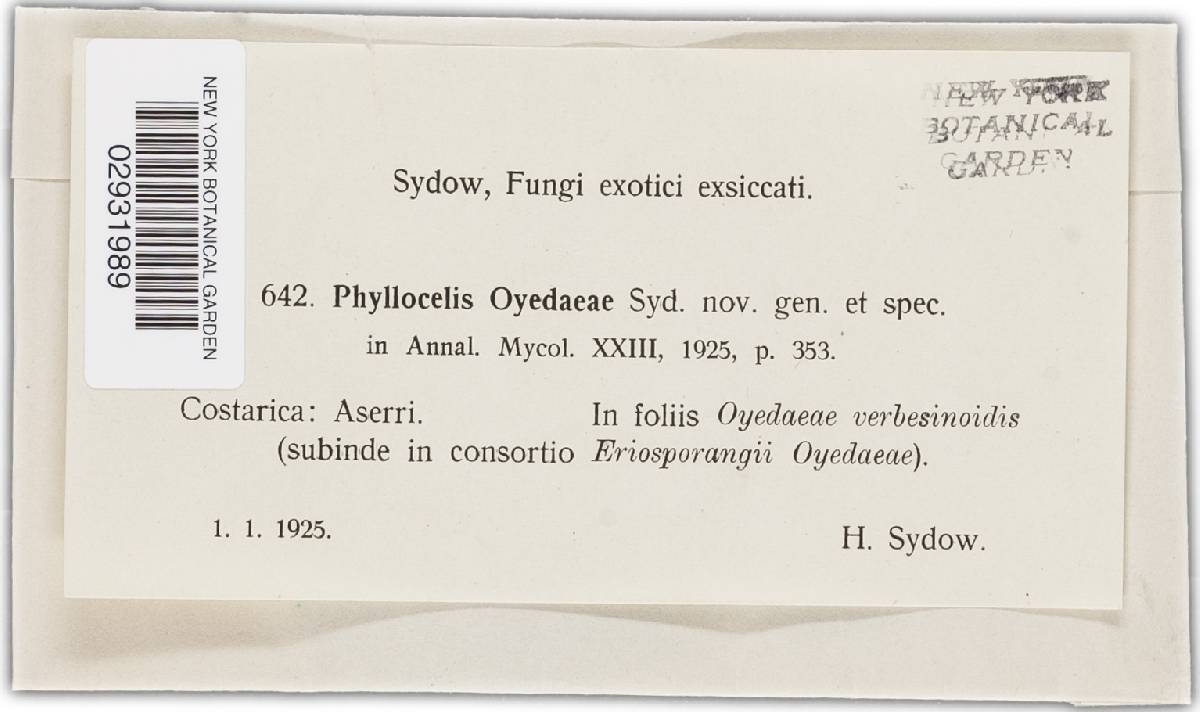 NEW YORK BOTANICAL GARDEN
02931989
NEW YORK
BOTANICAL
GARDEN
Sydow, Fungi exotici exsiccati.
642. Phyllocelis Oyedaeae Syd. nov. gen. et spec.
in Annal. Mycol. XXIII, 1925, p. 353.
Costarica: Aserri. In foliis Oyedaeae verbesinoidis
(subinde in consortio Eriosporangii Oyedaeae).
1. 1. 1925. H. Sydow.